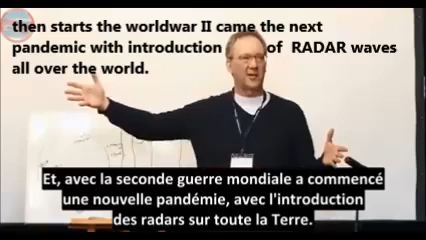 then starts the worldwar II came the next
pandemic with introduction of RADAR waves
all over the world.
Et, avec la seconde guerre mondiale a commencé
une nouvelle pandémie, avec l'introduction
des radars sur toute la Terre.